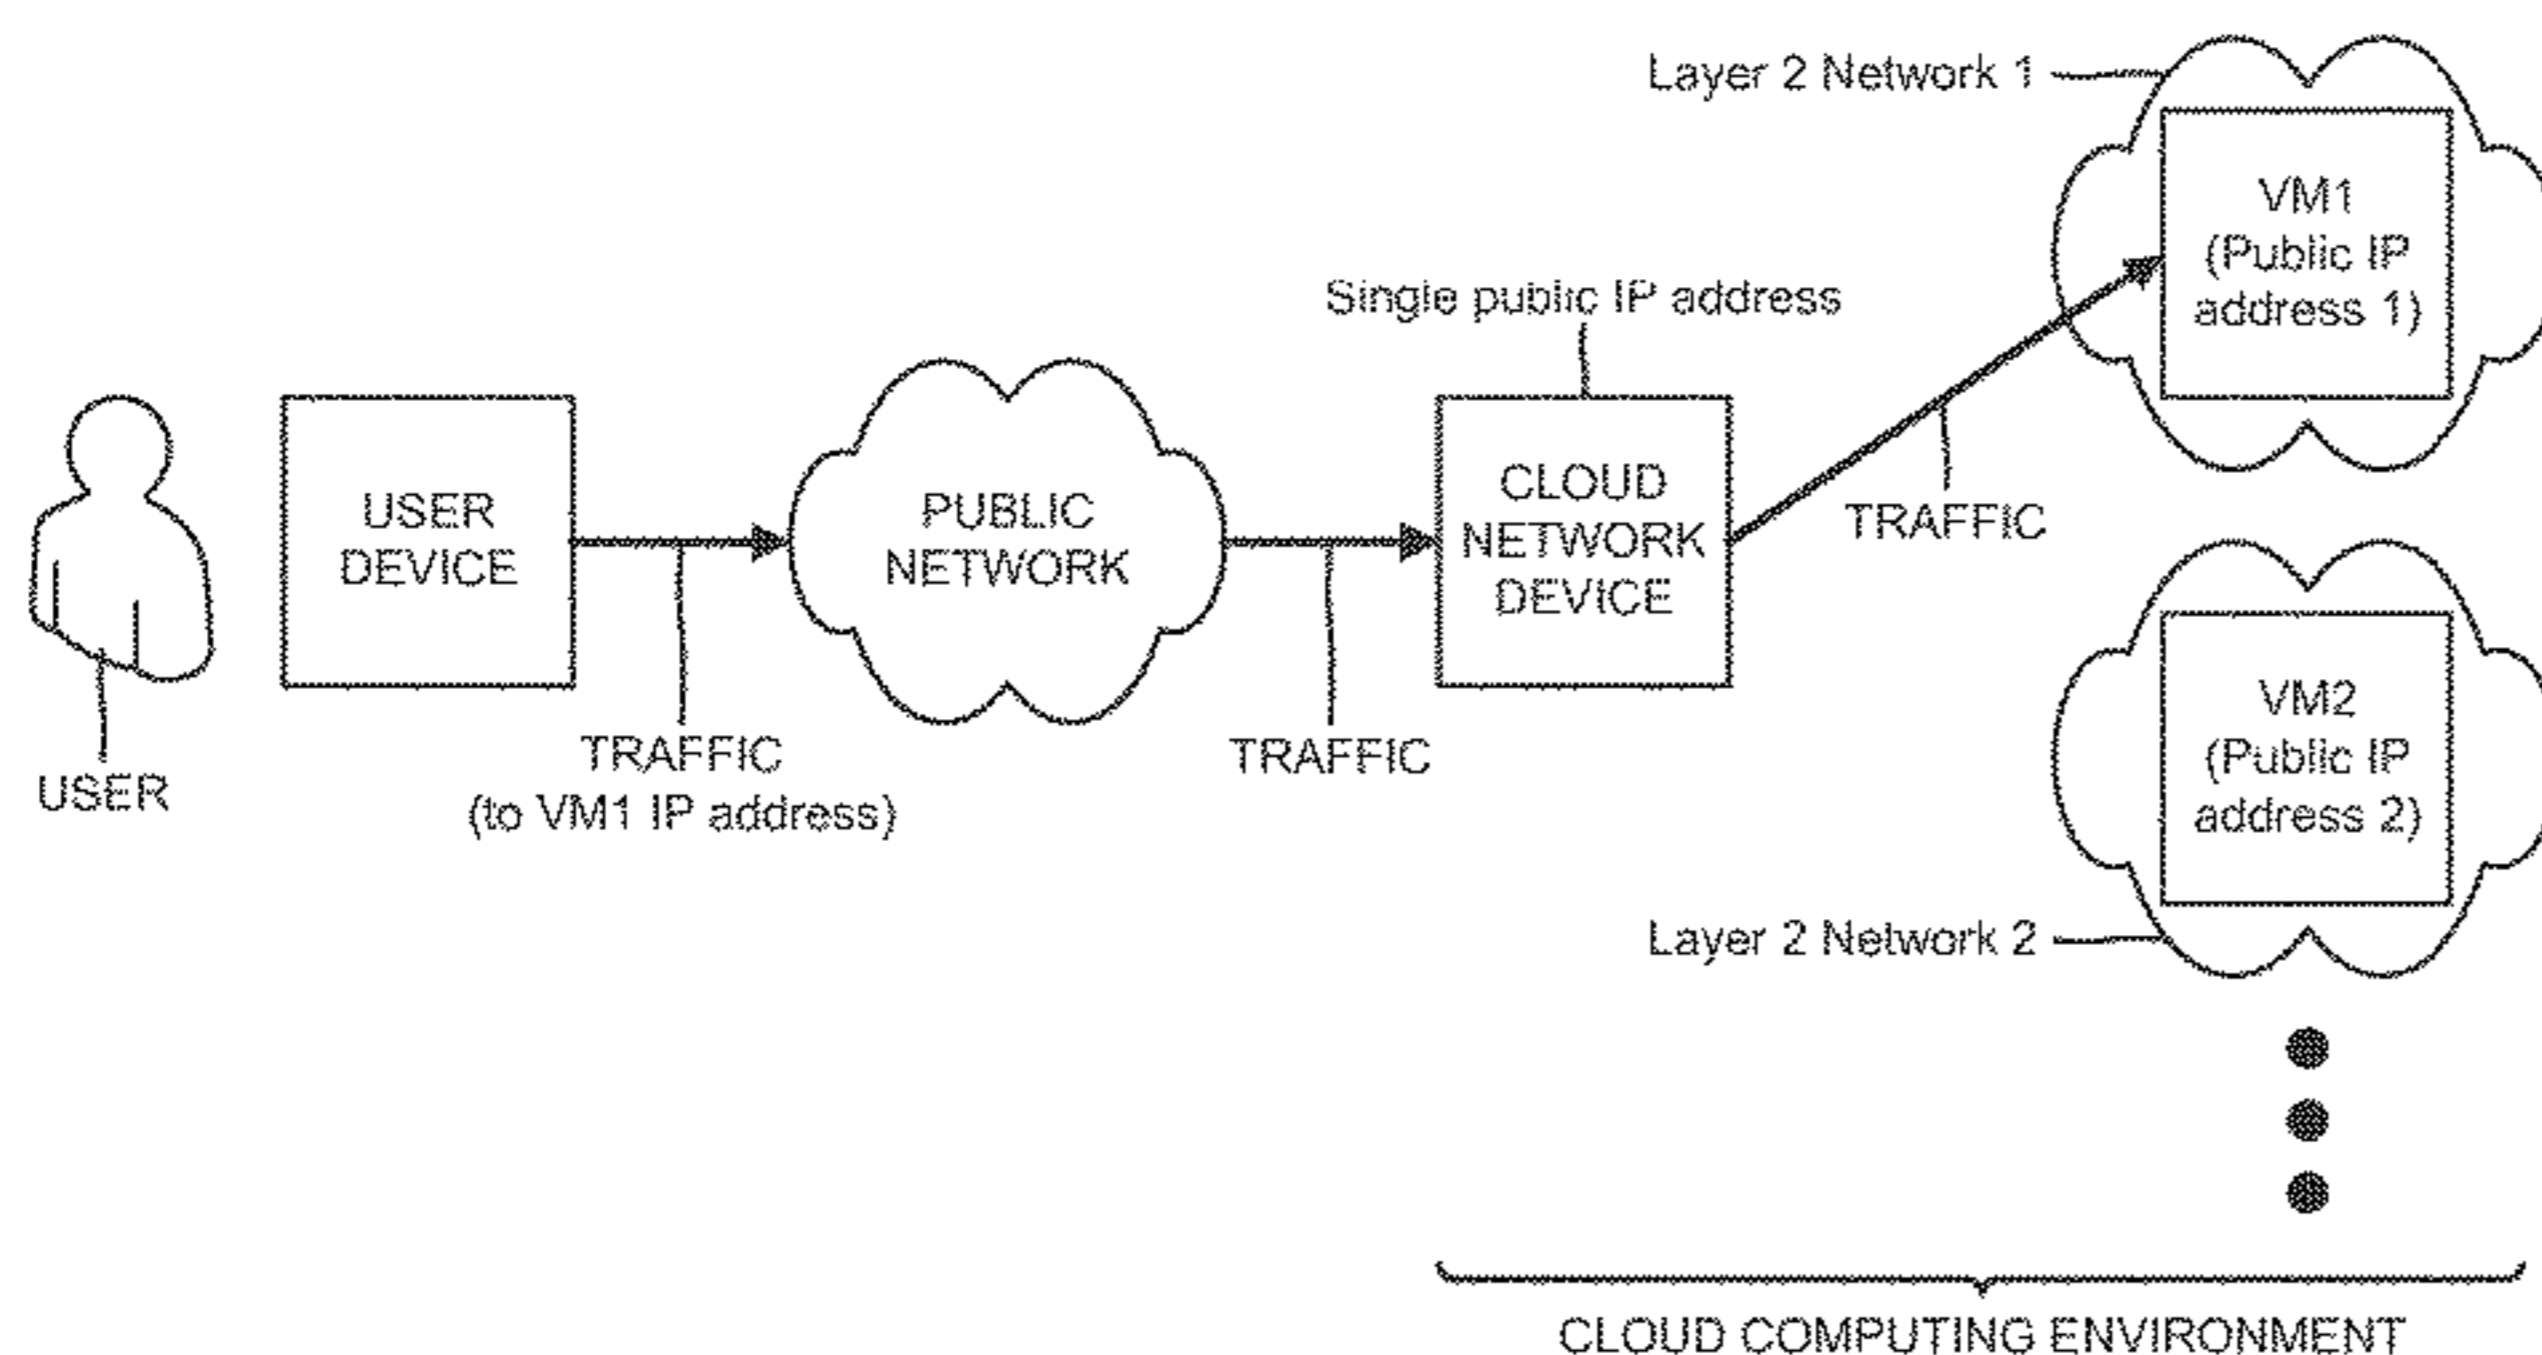 Layer 2 Network 1
VM1
(Public IP
address 1)
Single public IP address
USER
DEVICE
PUBLIC
NETWORK
CLOUD
NETWORK
DEVICE
TRAFFIC
TRAFFIC
(to VM1 IP address)
TRAFFIC
USER
VM2
(Public IP
address 2)
Layer 2 Network 2
CLOUD COMPUTING ENVIRONMENT